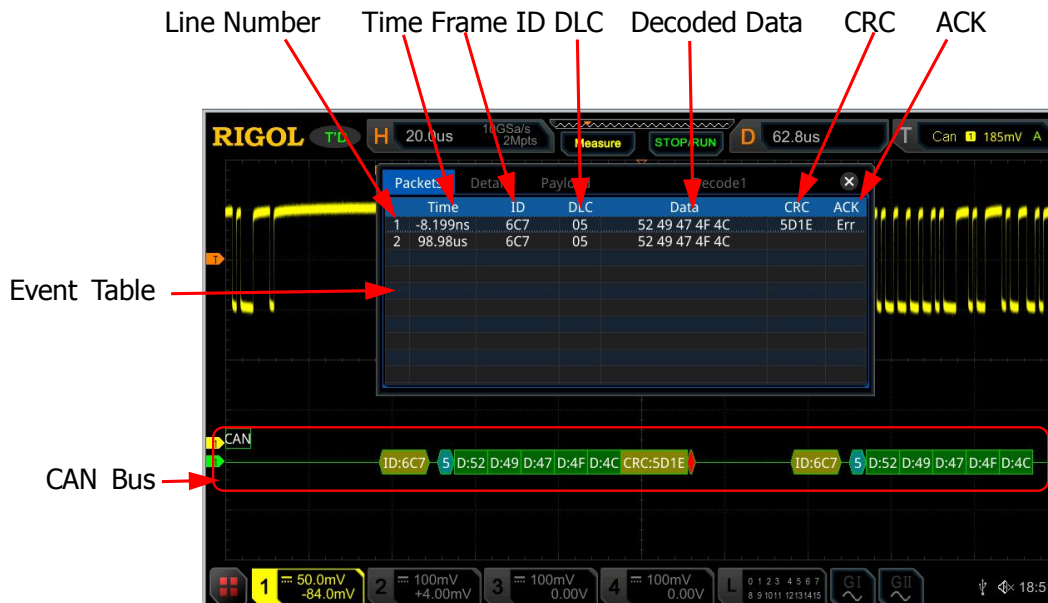 Line Number Time Frame ID DLC Decoded Data CRC ACK
RIGOL T'D H 20.0us 10GSa/s 2Mpts Measure STOP/RUN D 62.8us T Can 1 185mV A
Packets Detail Payload Decode1
Time ID DLC Data CRC ACK
1 -8.199ns 6C7 05 52 49 47 4F 4C 5D1E Err
2 98.98us 6C7 05 52 49 47 4F 4C
T
Event Table
CAN
ID:6C7 5 D:52 D:49 D:47 D:4F D:4C CRC:5D1E ID:6C7 5 D:52 D:49 D:47 D:4F D:4C
CAN Bus
1 50.0mV 2 100mV 3 100mV 4 100mV L 0 1 2 3 4 5 6 7 GI GII 18:5
-84.0mV +4.00mV 0.00V 0.00V 8 9 10 11 12 13 14 15